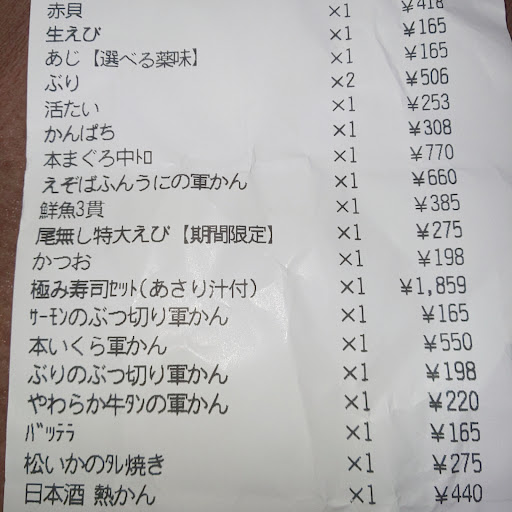 赤貝 ×1 ¥418
生えび ×1 ¥165
あじ【選べる薬味】 ×1 ¥165
ぶり ×2 ¥506
活たい ×1 ¥253
かんぱち ×1 ¥308
本まぐろ中ﾄﾛ ×1 ¥770
えぞばふんうにの軍かん ×1 ¥660
鮮魚3貫 ×1 ¥385
尾無し特大えび【期間限定】 ×1 ¥275
かつお ×1 ¥198
極み寿司ｾｯﾄ(あさり汁付) ×1 ¥1,859
ｻｰﾓﾝのぶつ切り軍かん ×1 ¥165
本いくら軍かん ×1 ¥550
ぶりのぶつ切り軍かん ×1 ¥198
やわらか牛ﾀﾝの軍かん ×1 ¥220
ﾊﾞｯﾃﾗ ×1 ¥165
松いかのﾀﾚ焼き ×1 ¥275
日本酒 熱かん ×1 ¥440